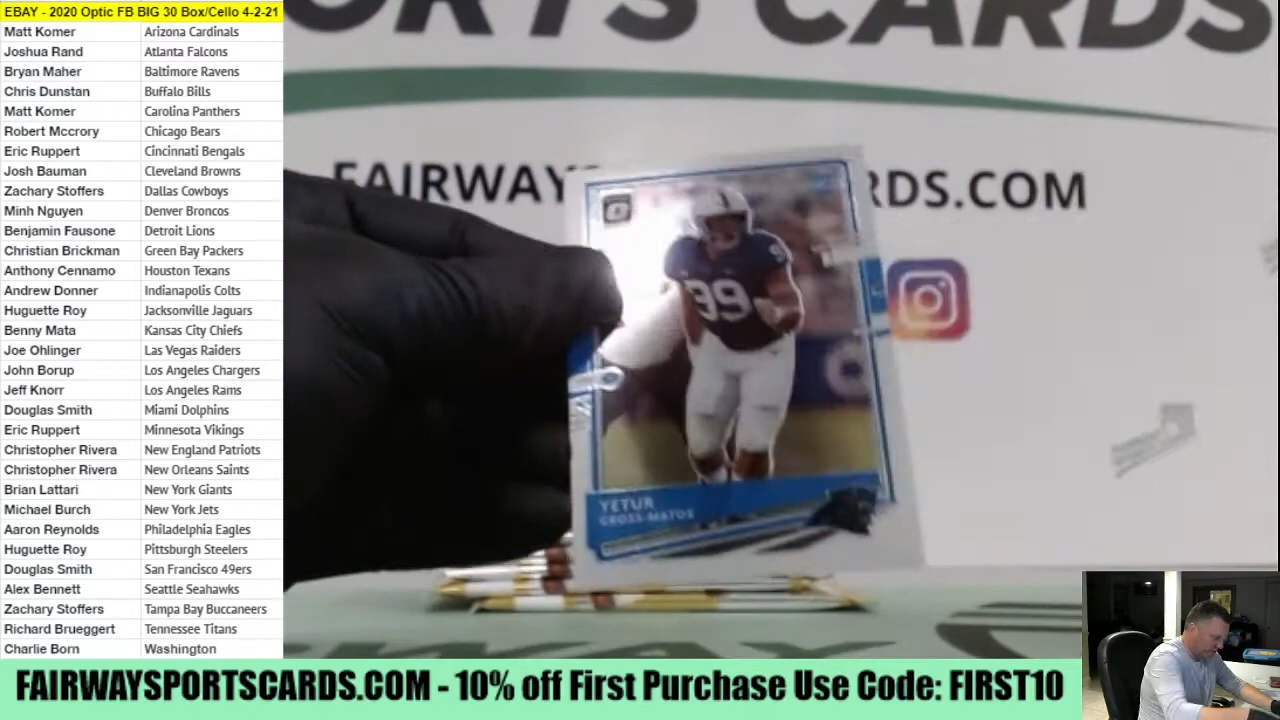 EBAY - 2020 Optic FB BIG 30 Box/Cello 4-2-21
Matt Komer Arizona Cardinals
Joshua Rand Atlanta Falcons
Bryan Maher Baltimore Ravens
Chris Dunstan Buffalo Bills
Matt Komer Carolina Panthers
Robert Mccrory Chicago Bears
Eric Ruppert Cincinnati Bengals
Josh Bauman Cleveland Browns
Zachary Stoffers Dallas Cowboys
Minh Nguyen Denver Broncos
Benjamin Fausone Detroit Lions
Christian Brickman Green Bay Packers
Anthony Cennamo Houston Texans
Andrew Donner Indianapolis Colts
Huguette Roy Jacksonville Jaguars
Benny Mata Kansas City Chiefs
Joe Ohlinger Las Vegas Raiders
John Borup Los Angeles Chargers
Jeff Knorr Los Angeles Rams
Douglas Smith Miami Dolphins
Eric Ruppert Minnesota Vikings
Christopher Rivera New England Patriots
Christopher Rivera New Orleans Saints
Brian Lattari New York Giants
Michael Burch New York Jets
Aaron Reynolds Philadelphia Eagles
Huguette Roy Pittsburgh Steelers
Douglas Smith San Francisco 49ers
Alex Bennett Seattle Seahawks
Zachary Stoffers Tampa Bay Buccaneers
Richard Brueggert Tennessee Titans
Charlie Born Washington
ORTS CARDS
FAIRWAYS RDS.COM
99
YETUR
GROSS-MATOS
FAIRWAYSPORTSCARDS.COM - 10% off First Purchase Use Code: FIRST10